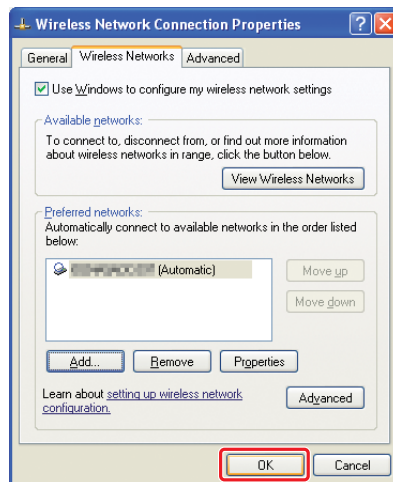 Wireless Network Connection Properties
General Wireless Networks Advanced
Use Windows to configure my wireless network settings
Available networks:
To connect to, disconnect from, or find out more information
about wireless networks in range, click the button below.
View Wireless Networks
Preferred networks:
Automatically connect to available networks in the order listed
below:
(Automatic)
Move up
Move down
Add... Remove Properties
Learn about setting up wireless network
configuration.
Advanced
OK Cancel